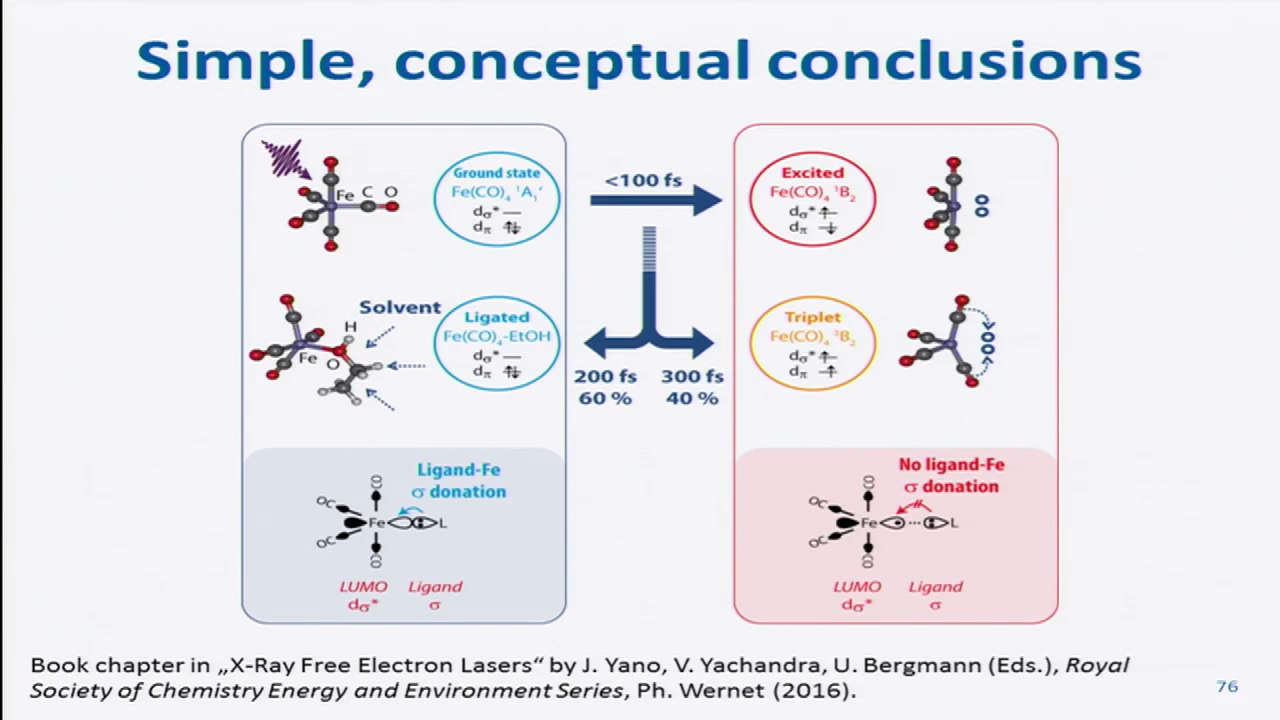 Simple, conceptual conclusions
Fe C O
Ground state
Fe(CO)₄ ¹A₁′
dσ*
dπ
<100 fs
Excited
Fe(CO)₄ ¹B₂
dσ*
dπ
Solvent
H
Fe
O
Ligated
Fe(CO)₄-EtOH
dσ*
dπ
200 fs
60 %
300 fs
40 %
Triplet
Fe(CO)₄ ³B₂
dσ*
dπ
Ligand-Fe
σ donation
CO
OC
Fe L
OC
CO
LUMO Ligand
dσ* σ
No ligand-Fe
σ donation
CO
OC
Fe L
OC
CO
LUMO Ligand
dσ* σ
Book chapter in „X-Ray Free Electron Lasers“ by J. Yano, V. Yachandra, U. Bergmann (Eds.), Royal
Society of Chemistry Energy and Environment Series, Ph. Wernet (2016).
76